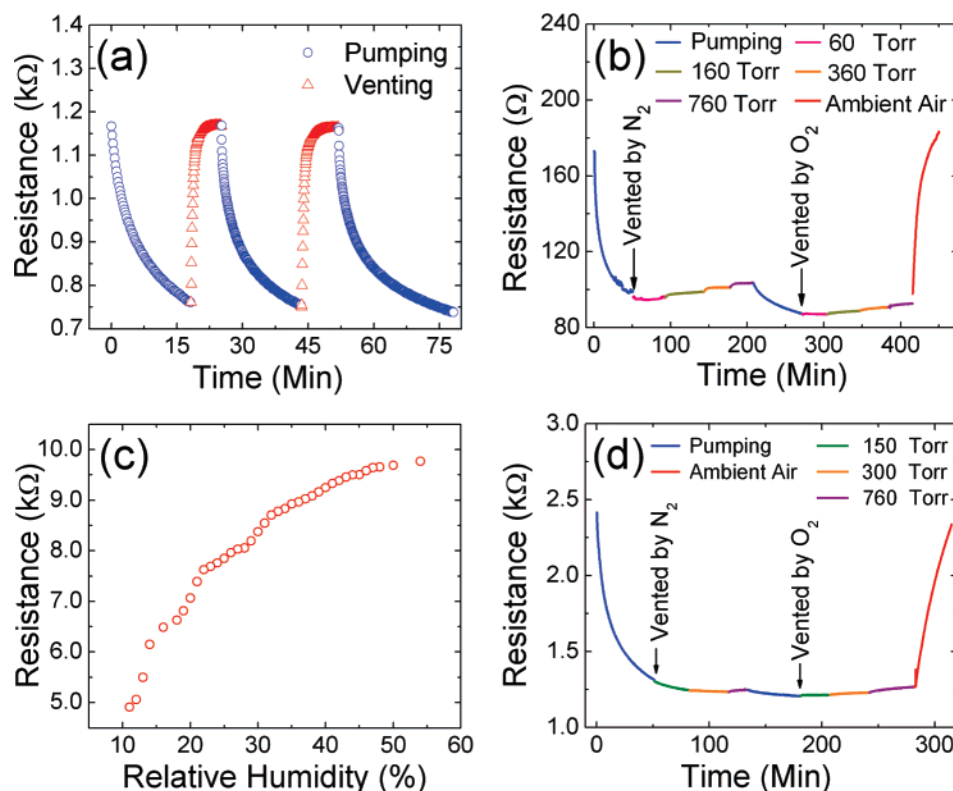 (a)
Pumping
Venting
Resistance (kΩ)
1.4
1.3
1.2
1.1
1.0
0.9
0.8
0.7
0 15 30 45 60 75
Time (Min)
(b)
Pumping 60 Torr
160 Torr 360 Torr
760 Torr Ambient Air
Vented by N2
Vented by O2
Resistance (Ω)
240
200
160
120
80
0 100 200 300 400
Time (Min)
(c)
Resistance (kΩ)
10.0
9.0
8.0
7.0
6.0
5.0
10 20 30 40 50 60
Relative Humidity (%)
(d)
Pumping 150 Torr
Ambient Air 300 Torr
760 Torr
Vented by N2
Vented by O2
Resistance (kΩ)
3.0
2.5
2.0
1.5
1.0
0 100 200 300
Time (Min)